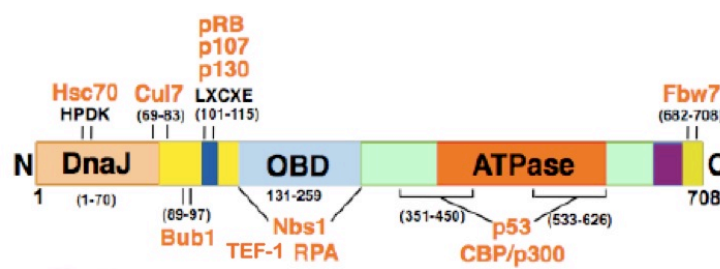 pRB
p107
p130
Hsc70 Cul7 LXCXE Fbw7
HPDK (69-83) (101-115) (682-708)
N DnaJ OBD ATPase C
1 (1-70) 131-259 708
(89-97) Nbs1 (351-450) p53 (533-626)
Bub1 TEF-1 RPA CBP/p300